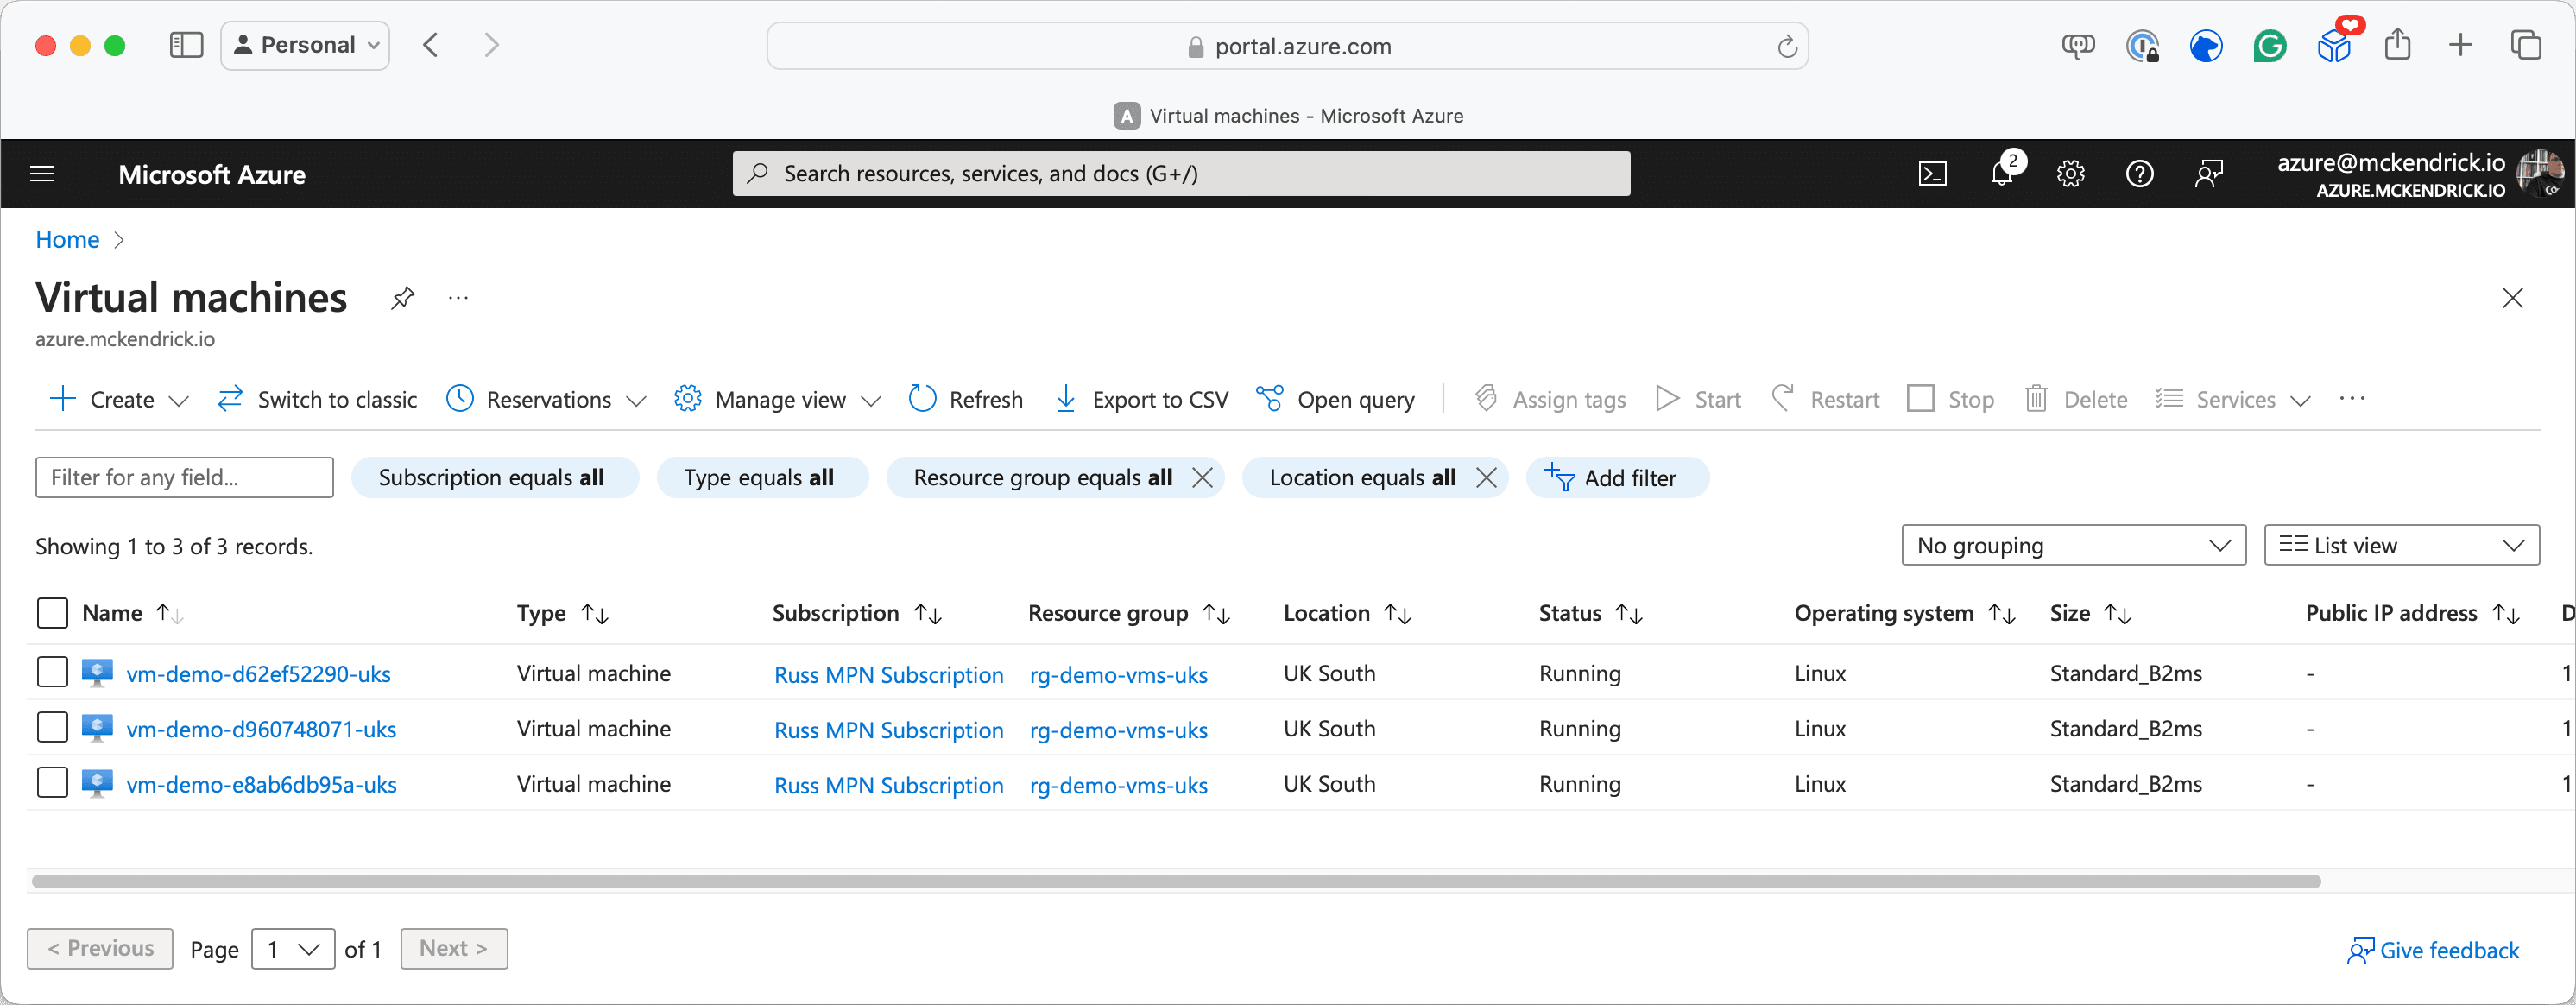 Personal
portal.azure.com
A Virtual machines - Microsoft Azure
Microsoft Azure
Search resources, services, and docs (G+/)
2
azure@mckendrick.io
AZURE.MCKENDRICK.IO
Home
Virtual machines
azure.mckendrick.io
Create Switch to classic Reservations Manage view Refresh Export to CSV Open query Assign tags Start Restart Stop Delete Services
Filter for any field... Subscription equals all Type equals all Resource group equals all Location equals all Add filter
Showing 1 to 3 of 3 records. No grouping List view
Name Type Subscription Resource group Location Status Operating system Size Public IP address D
vm-demo-d62ef52290-uks Virtual machine Russ MPN Subscription rg-demo-vms-uks UK South Running Linux Standard_B2ms - 1
vm-demo-d960748071-uks Virtual machine Russ MPN Subscription rg-demo-vms-uks UK South Running Linux Standard_B2ms - 1
vm-demo-e8ab6db95a-uks Virtual machine Russ MPN Subscription rg-demo-vms-uks UK South Running Linux Standard_B2ms - 1
< Previous Page 1 of 1 Next > Give feedback